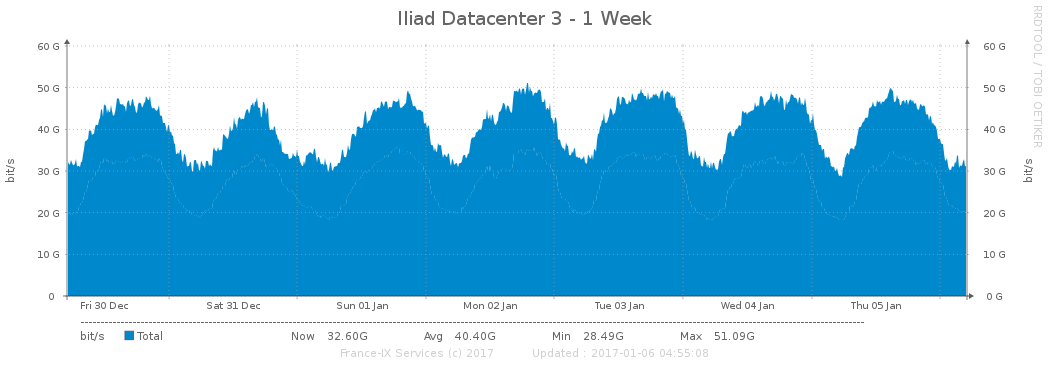 Iliad Datacenter 3 - 1 Week
RRDTOOL / TOBI OETIKER
60 G 60 G
50 G 50 G
40 G 40 G
30 G 30 G
20 G 20 G
10 G 10 G
0 0 G
bit/s bit/s
Fri 30 Dec Sat 31 Dec Sun 01 Jan Mon 02 Jan Tue 03 Jan Wed 04 Jan Thu 05 Jan
bit/s Total Now 32.60G Avg 40.40G Min 28.49G Max 51.09G
France-IX Services (c) 2017 Updated : 2017-01-06 04:55:08